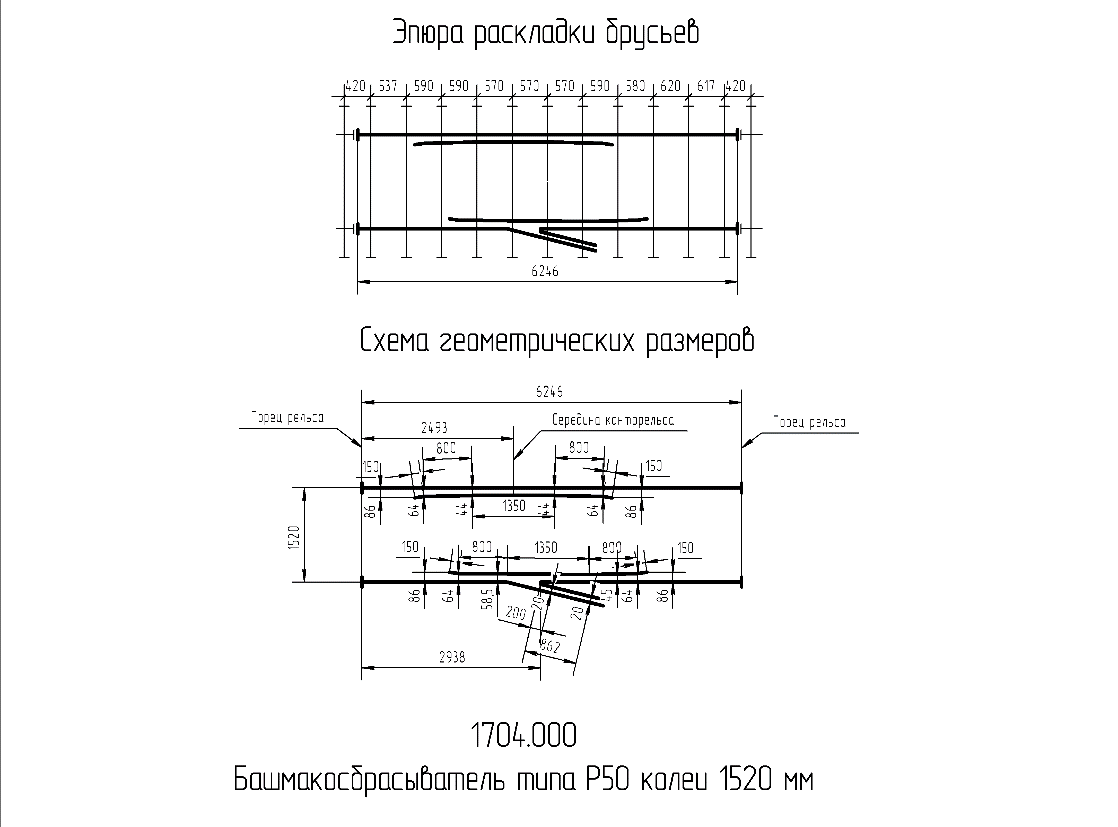 Эпюра раскладки брусьев
420 537 590 590 570 570 570 590 580 620 617 420
6246
Схема геометрических размеров
6246
Торец рельса
Середина контррельса
Торец рельса
2493
800 800
150 150
86 64 44 1350 44 64 86
1520
150 800 1350 800 150
86 64 58,5 20 20 45 64 86
200
862
2938
1704.000
Башмакосбрасыватель типа Р50 колеи 1520 мм